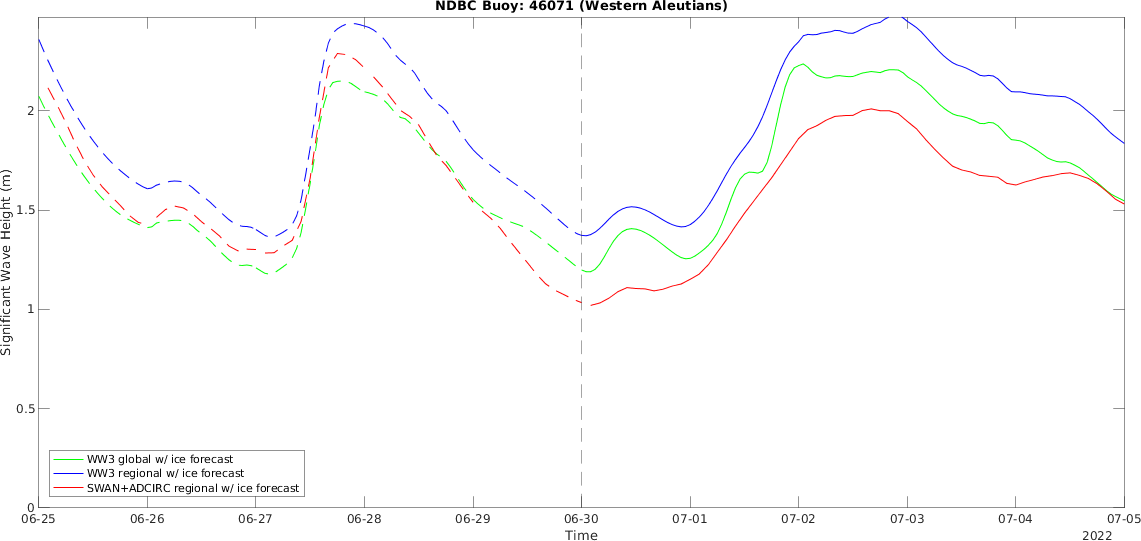 NDBC Buoy: 46071 (Western Aleutians)
Significant Wave Height (m)
2
1.5
1
0.5
0
WW3 global w/ ice forecast
WW3 regional w/ ice forecast
SWAN+ADCIRC regional w/ ice forecast
06-25 06-26 06-27 06-28 06-29 06-30 07-01 07-02 07-03 07-04 07-05
Time
2022